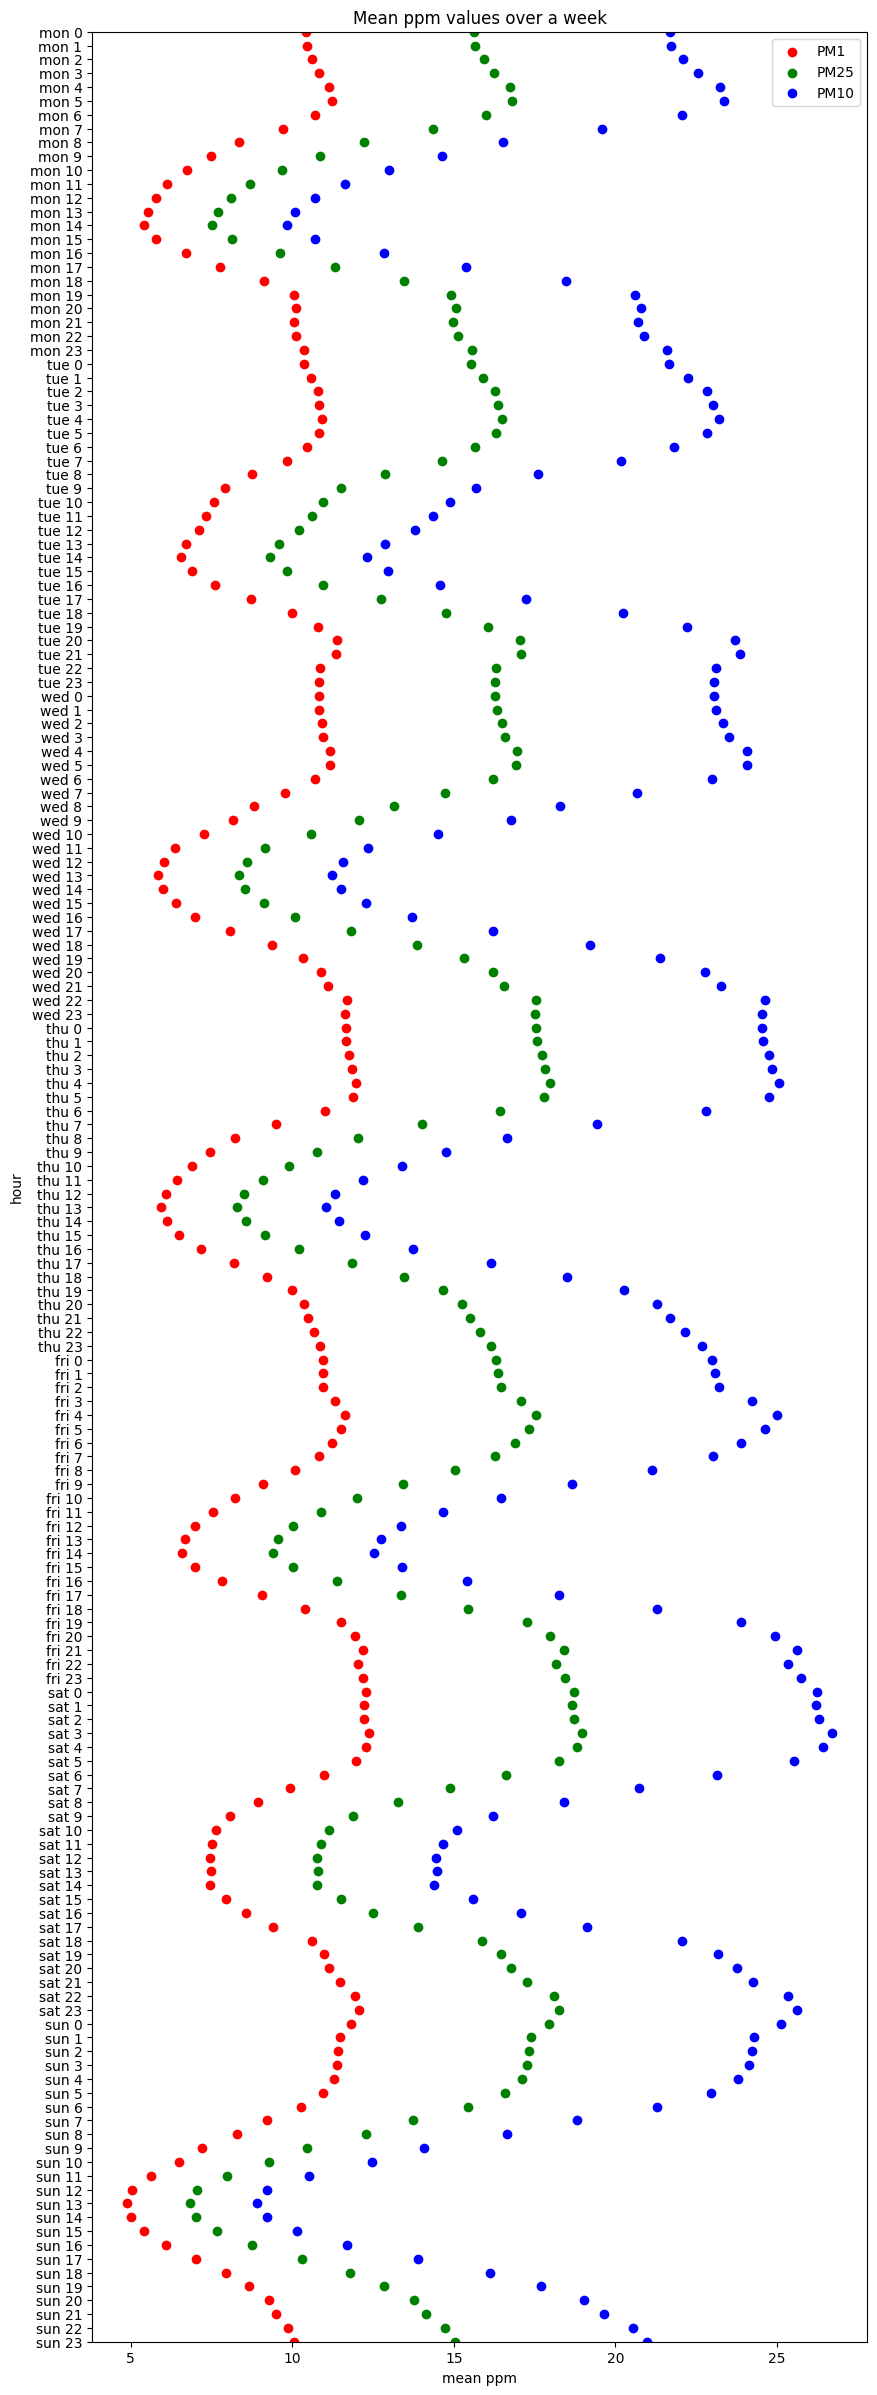 Mean ppm values over a week
PM1
PM25
PM10
mon 0
mon 1
mon 2
mon 3
mon 4
mon 5
mon 6
mon 7
mon 8
mon 9
mon 10
mon 11
mon 12
mon 13
mon 14
mon 15
mon 16
mon 17
mon 18
mon 19
mon 20
mon 21
mon 22
mon 23
tue 0
tue 1
tue 2
tue 3
tue 4
tue 5
tue 6
tue 7
tue 8
tue 9
tue 10
tue 11
tue 12
tue 13
tue 14
tue 15
tue 16
tue 17
tue 18
tue 19
tue 20
tue 21
tue 22
tue 23
wed 0
wed 1
wed 2
wed 3
wed 4
wed 5
wed 6
wed 7
wed 8
wed 9
wed 10
wed 11
wed 12
wed 13
wed 14
wed 15
wed 16
wed 17
wed 18
wed 19
wed 20
wed 21
wed 22
wed 23
thu 0
thu 1
thu 2
thu 3
thu 4
thu 5
thu 6
thu 7
thu 8
thu 9
thu 10
thu 11
thu 12
thu 13
thu 14
thu 15
thu 16
thu 17
thu 18
thu 19
thu 20
thu 21
thu 22
thu 23
fri 0
fri 1
fri 2
fri 3
fri 4
fri 5
fri 6
fri 7
fri 8
fri 9
fri 10
fri 11
fri 12
fri 13
fri 14
fri 15
fri 16
fri 17
fri 18
fri 19
fri 20
fri 21
fri 22
fri 23
sat 0
sat 1
sat 2
sat 3
sat 4
sat 5
sat 6
sat 7
sat 8
sat 9
sat 10
sat 11
sat 12
sat 13
sat 14
sat 15
sat 16
sat 17
sat 18
sat 19
sat 20
sat 21
sat 22
sat 23
sun 0
sun 1
sun 2
sun 3
sun 4
sun 5
sun 6
sun 7
sun 8
sun 9
sun 10
sun 11
sun 12
sun 13
sun 14
sun 15
sun 16
sun 17
sun 18
sun 19
sun 20
sun 21
sun 22
sun 23
hour
5 10 15 20 25
mean ppm